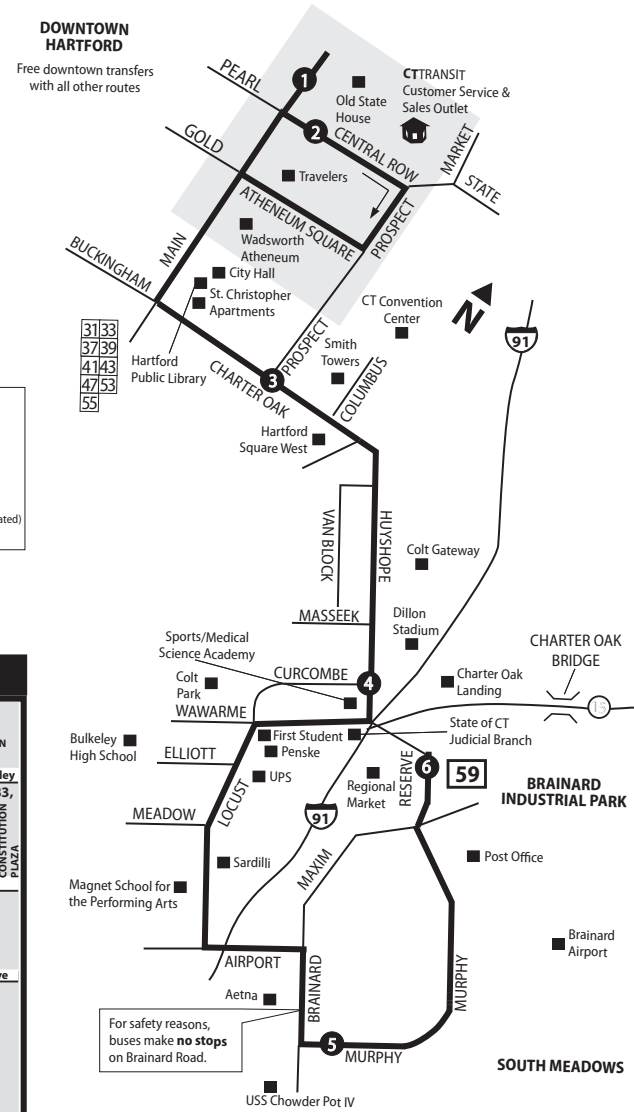 DOWNTOWN
HARTFORD
Free downtown transfers
with all other routes
PEARL
1
Old State
House
CTTRANSIT
Customer Service &
Sales Outlet
2
CENTRAL ROW
MARKET
STATE
GOLD
Travelers
ATHENEUM SQUARE
PROSPECT
MAIN
Wadsworth
Atheneum
BUCKINGHAM
City Hall
St. Christopher
Apartments
CT Convention
Center
N
91
31 33
37 39
41 43
47 53
55
Hartford
Public Library
PROSPECT
Smith
Towers
3
CHARTER OAK
COLUMBUS
Hartford
Square West
ated)
VAN BLOCK
HUYSHOPE
Colt Gateway
MASSEEK
Dillon
Stadium
Sports/Medical
Science Academy
CHARTER OAK
BRIDGE
Colt
Park
CURCOMBE
4
Charter Oak
Landing
15
WAWARME
State of CT
Judicial Branch
Bulkeley
High School
First Student
Penske
ELLIOTT
UPS
LOCUST
Regional
Market
RESERVE
6
59
BRAINARD
INDUSTRIAL PARK
91
MEADOW
MAXIM
Sardilli
Post Office
Magnet School for
the Performing Arts
Brainard
Airport
AIRPORT
BRAINARD
MURPHY
Aetna
For safety reasons,
buses make no stops
on Brainard Road.
5
MURPHY
SOUTH MEADOWS
USS Chowder Pot IV
N
ley
33,
CONSTITUTION
PLAZA
ve